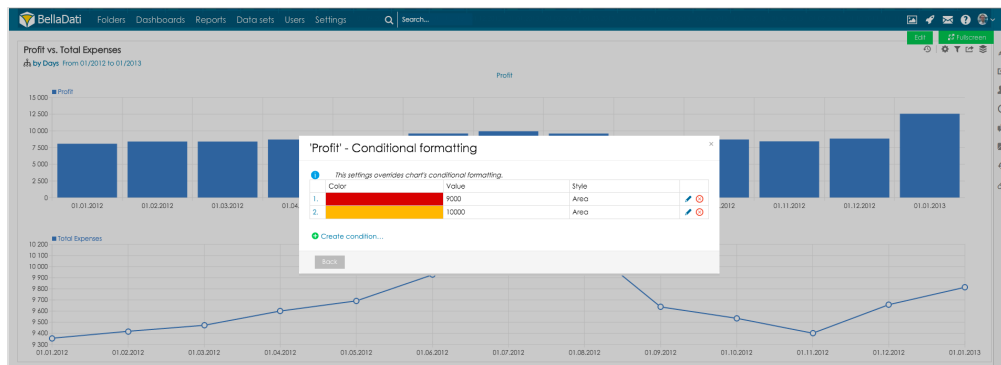 BellaDati Folders Dashboards Reports Data sets Users Settings Search...
Edit Fullscreen
Profit vs. Total Expenses
by Days From 01/2012 to 01/2013
Profit
Profit
15 000
12 500
10 000
7 500
5 000
2 500
0
01.01.2012 01.02.2012 01.03.2012 01.04 .2012 01.11.2012 01.12.2012 01.01.2013
'Profit' - Conditional formatting ×
This settings overrides chart's conditional formatting.
Color Value Style
1. 9000 Area
2. 10000 Area
Create condition...
Back
Total Expenses
10 200
10 100
10 000
9 900
9 800
9 700
9 600
9 500
9 400
9 300
01.01.2012 01.02.2012 01.03.2012 01.04.2012 01.05.2012 01.06.2012 01.07.2012 01.08.2012 01.09.2012 01.10.2012 01.11.2012 01.12.2012 01.01.2013